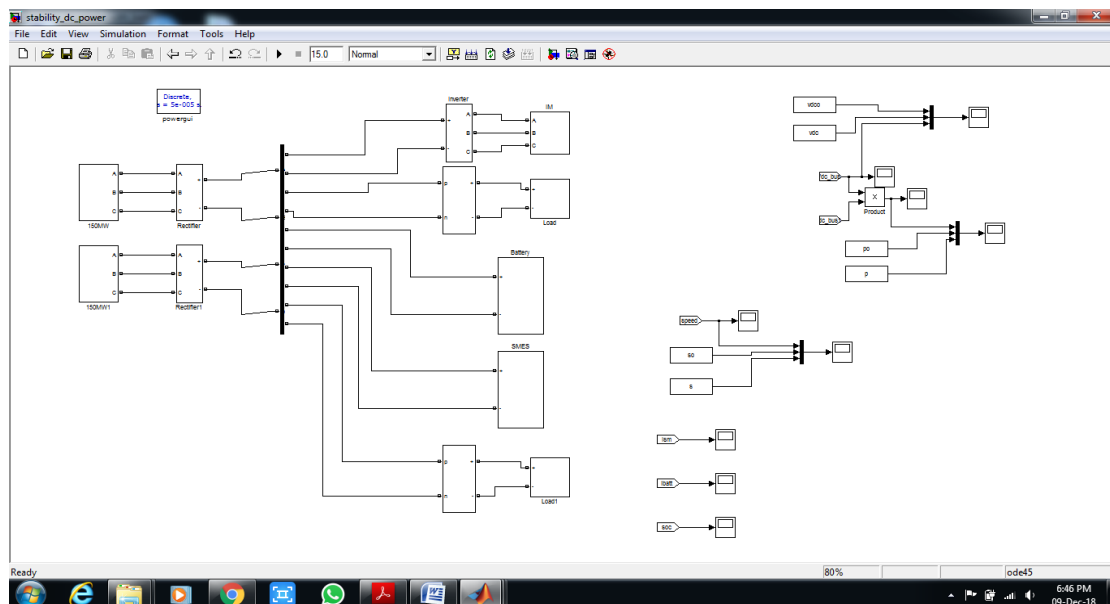 stability_dc_power
File Edit View Simulation Format Tools Help
15.0 Normal
Discrete,
s = 5e-005 s.
powergui
A
B
C
150MW
A
B
C
+
-
Rectifier
A
B
C
150MW1
A
B
C
+
-
Rectifier1
Inverter
+
-
A
B
C
IM
A
B
C
p
n
+
-
+
-
Load
Battery
+
-
SMES
+
-
p
n
+
-
+
-
Load1
vdco
vdc
X
Product
po
p
speed
so
s
Ism
Ibatt
soc
Ready
80%
ode45
6:46 PM
09-Dec-18